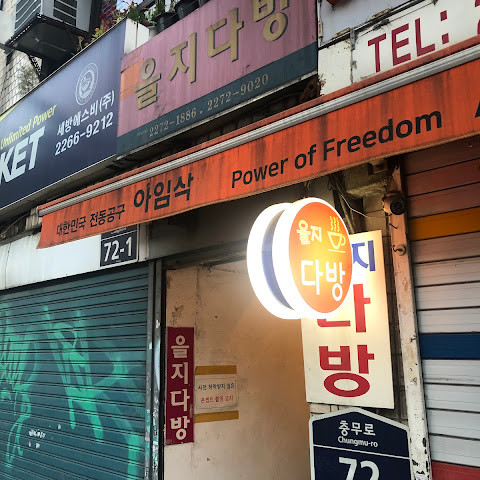 을지다방
2272-1886. 2272-9020
TEL: 2
Unlimited Power
KET
세방에스비(주)
2266-9212
대한민국 전동공구 아임삭 Power of Freedom
72-1
을지
다방
지
다
방
을지다방
충무로
Chungmu-ro
72